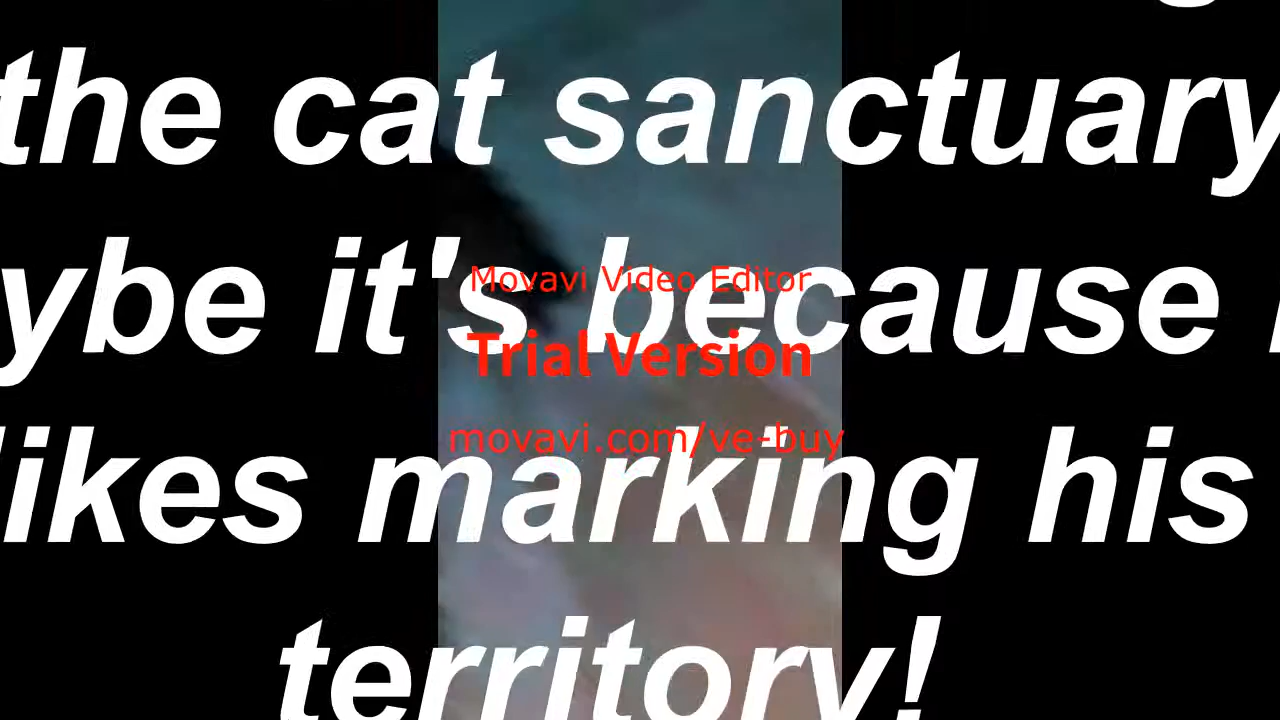 the cat sanctuary
ybe it's because
likes marking his
territory!
Movavi Video Editor
Trial Version
movavi.com/ve-buy